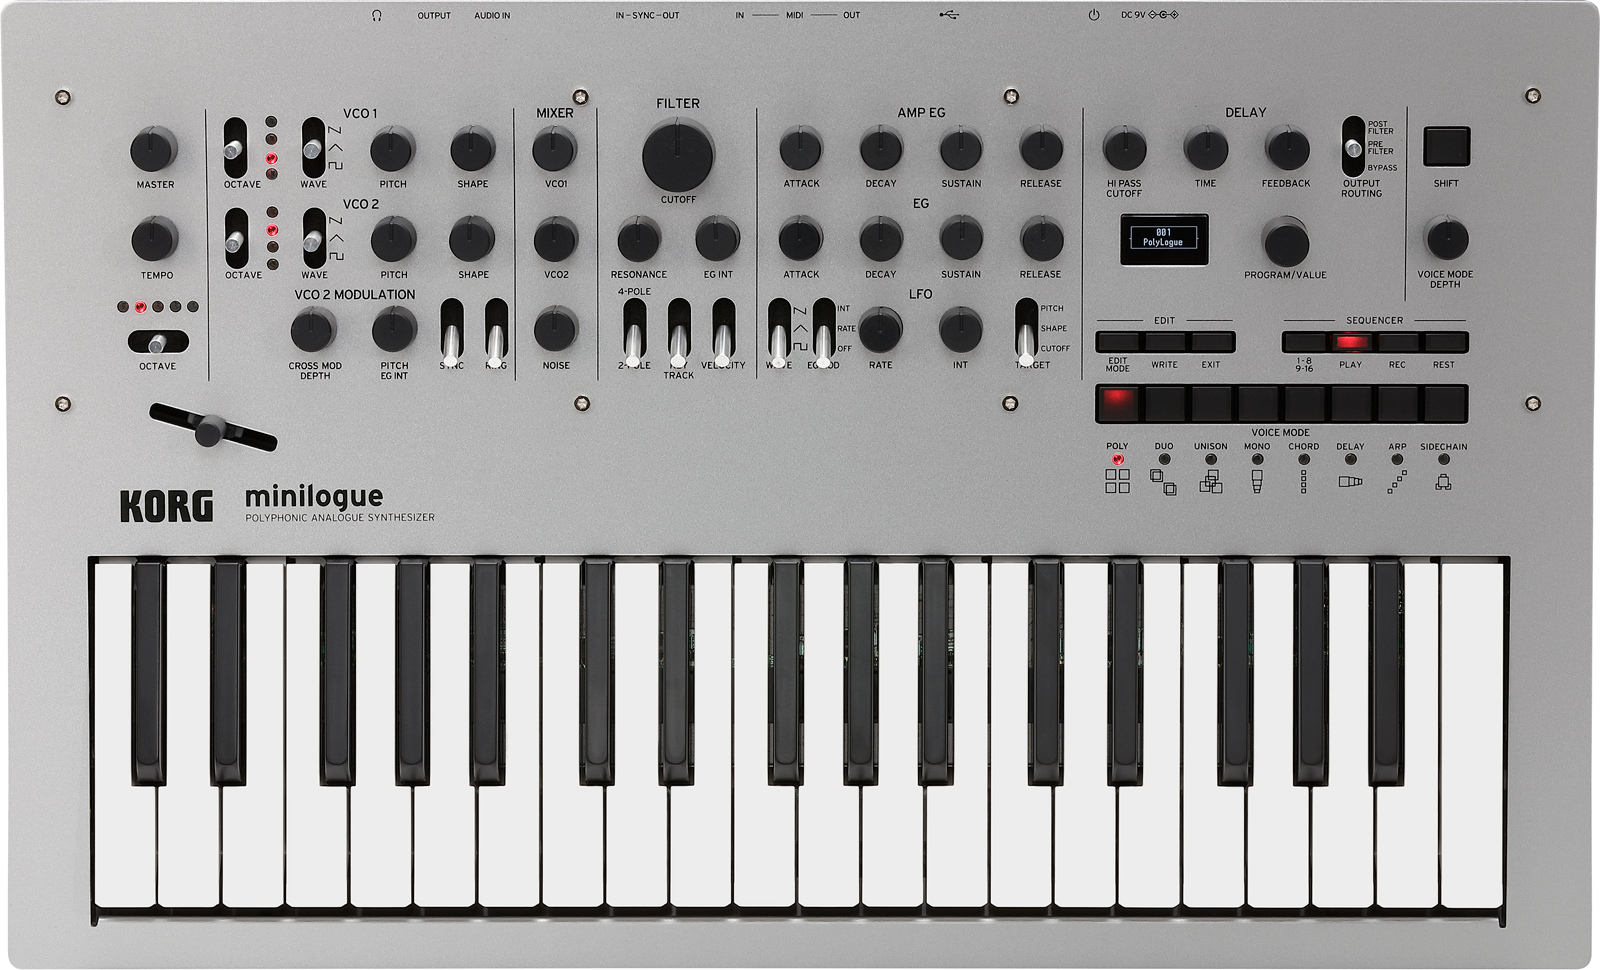 OUTPUT
AUDIO IN
IN – SYNC – OUT
IN — MIDI — OUT
DC 9V
VCO 1
MIXER
FILTER
AMP EG
DELAY
POST FILTER
PRE FILTER
BYPASS
MASTER
OCTAVE
WAVE
PITCH
SHAPE
VCO1
CUTOFF
ATTACK
DECAY
SUSTAIN
RELEASE
HI PASS CUTOFF
TIME
FEEDBACK
OUTPUT ROUTING
SHIFT
VCO 2
EG
001
PolyLogue
TEMPO
OCTAVE
WAVE
PITCH
SHAPE
VCO2
RESONANCE
EG INT
ATTACK
DECAY
SUSTAIN
RELEASE
PROGRAM/VALUE
VOICE MODE DEPTH
VCO 2 MODULATION
4-POLE
LFO
INT
RATE
OFF
PITCH
SHAPE
CUTOFF
EDIT
SEQUENCER
OCTAVE
CROSS MOD DEPTH
PITCH EG INT
SYNC
RING
NOISE
2-POLE
KEY TRACK
VELOCITY
WAVE
EG MOD
RATE
INT
TARGET
EDIT MODE
WRITE
EXIT
1-8
9-16
PLAY
REC
REST
VOICE MODE
POLY
DUO
UNISON
MONO
CHORD
DELAY
ARP
SIDECHAIN
KORG
minilogue
POLYPHONIC ANALOGUE SYNTHESIZER